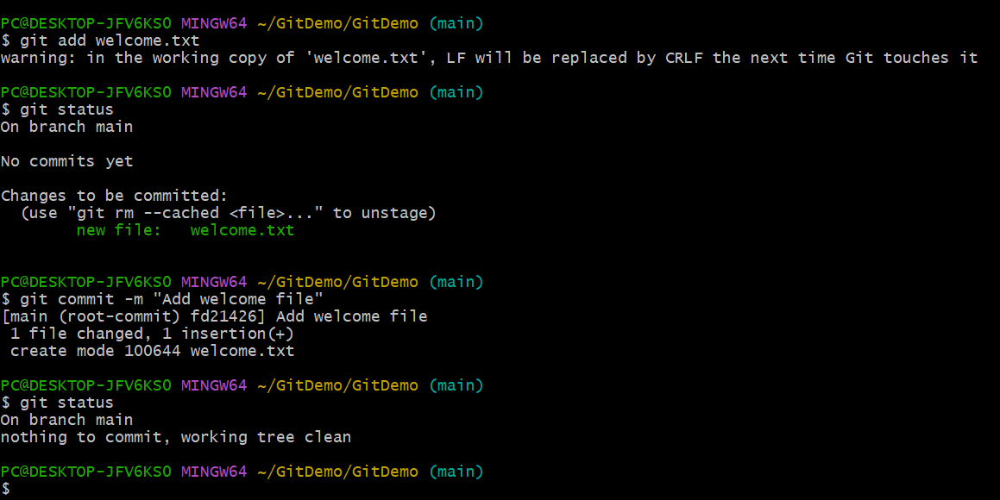 PC@DESKTOP-JFV6KSO MINGW64 ~/GitDemo/GitDemo (main)
$ git add welcome.txt
warning: in the working copy of 'welcome.txt', LF will be replaced by CRLF the next time Git touches it
PC@DESKTOP-JFV6KSO MINGW64 ~/GitDemo/GitDemo (main)
$ git status
On branch main
No commits yet
Changes to be committed:
  (use "git rm --cached <file>..." to unstage)
        new file:   welcome.txt
PC@DESKTOP-JFV6KSO MINGW64 ~/GitDemo/GitDemo (main)
$ git commit -m "Add welcome file"
[main (root-commit) fd21426] Add welcome file
 1 file changed, 1 insertion(+)
 create mode 100644 welcome.txt
PC@DESKTOP-JFV6KSO MINGW64 ~/GitDemo/GitDemo (main)
$ git status
On branch main
nothing to commit, working tree clean
PC@DESKTOP-JFV6KSO MINGW64 ~/GitDemo/GitDemo (main)
$